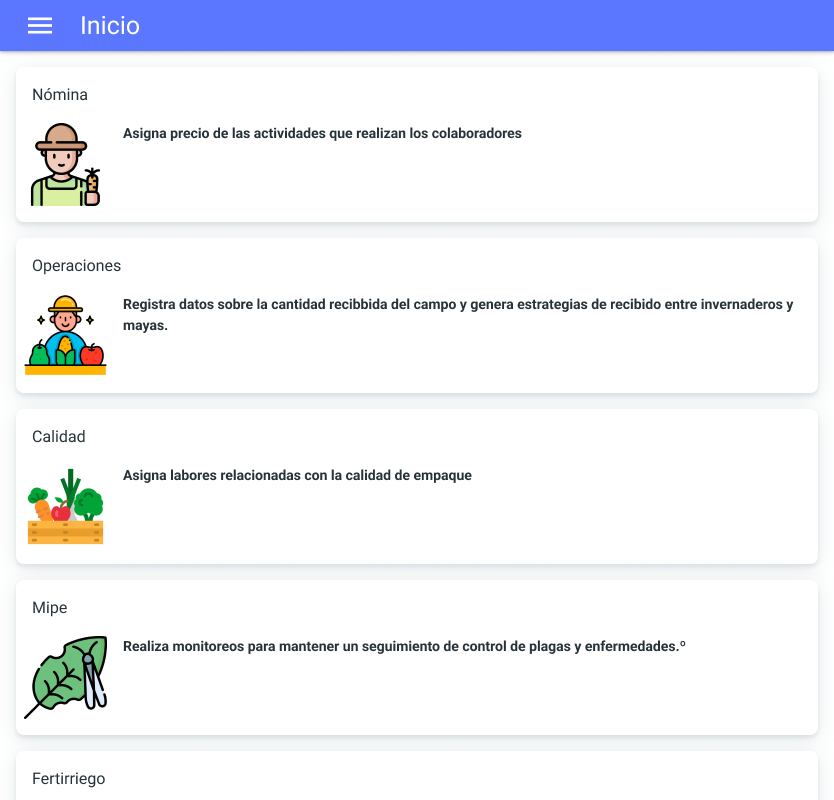 Inicio
Nómina
Asigna precio de las actividades que realizan los colaboradores
Operaciones
Registra datos sobre la cantidad recibbida del campo y genera estrategias de recibido entre invernaderos y
mayas.
Calidad
Asigna labores relacionadas con la calidad de empaque
Mipe
Realiza monitoreos para mantener un seguimiento de control de plagas y enfermedades.º
Fertirriego